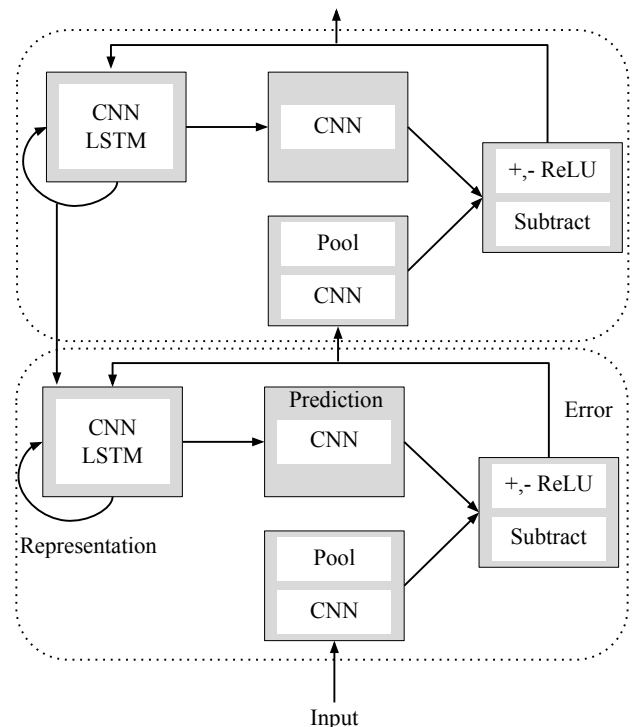 CNN
LSTM
CNN
+,- ReLU
Subtract
Pool
CNN
Prediction
CNN
LSTM
CNN
Error
+,- ReLU
Subtract
Representation
Pool
CNN
Input